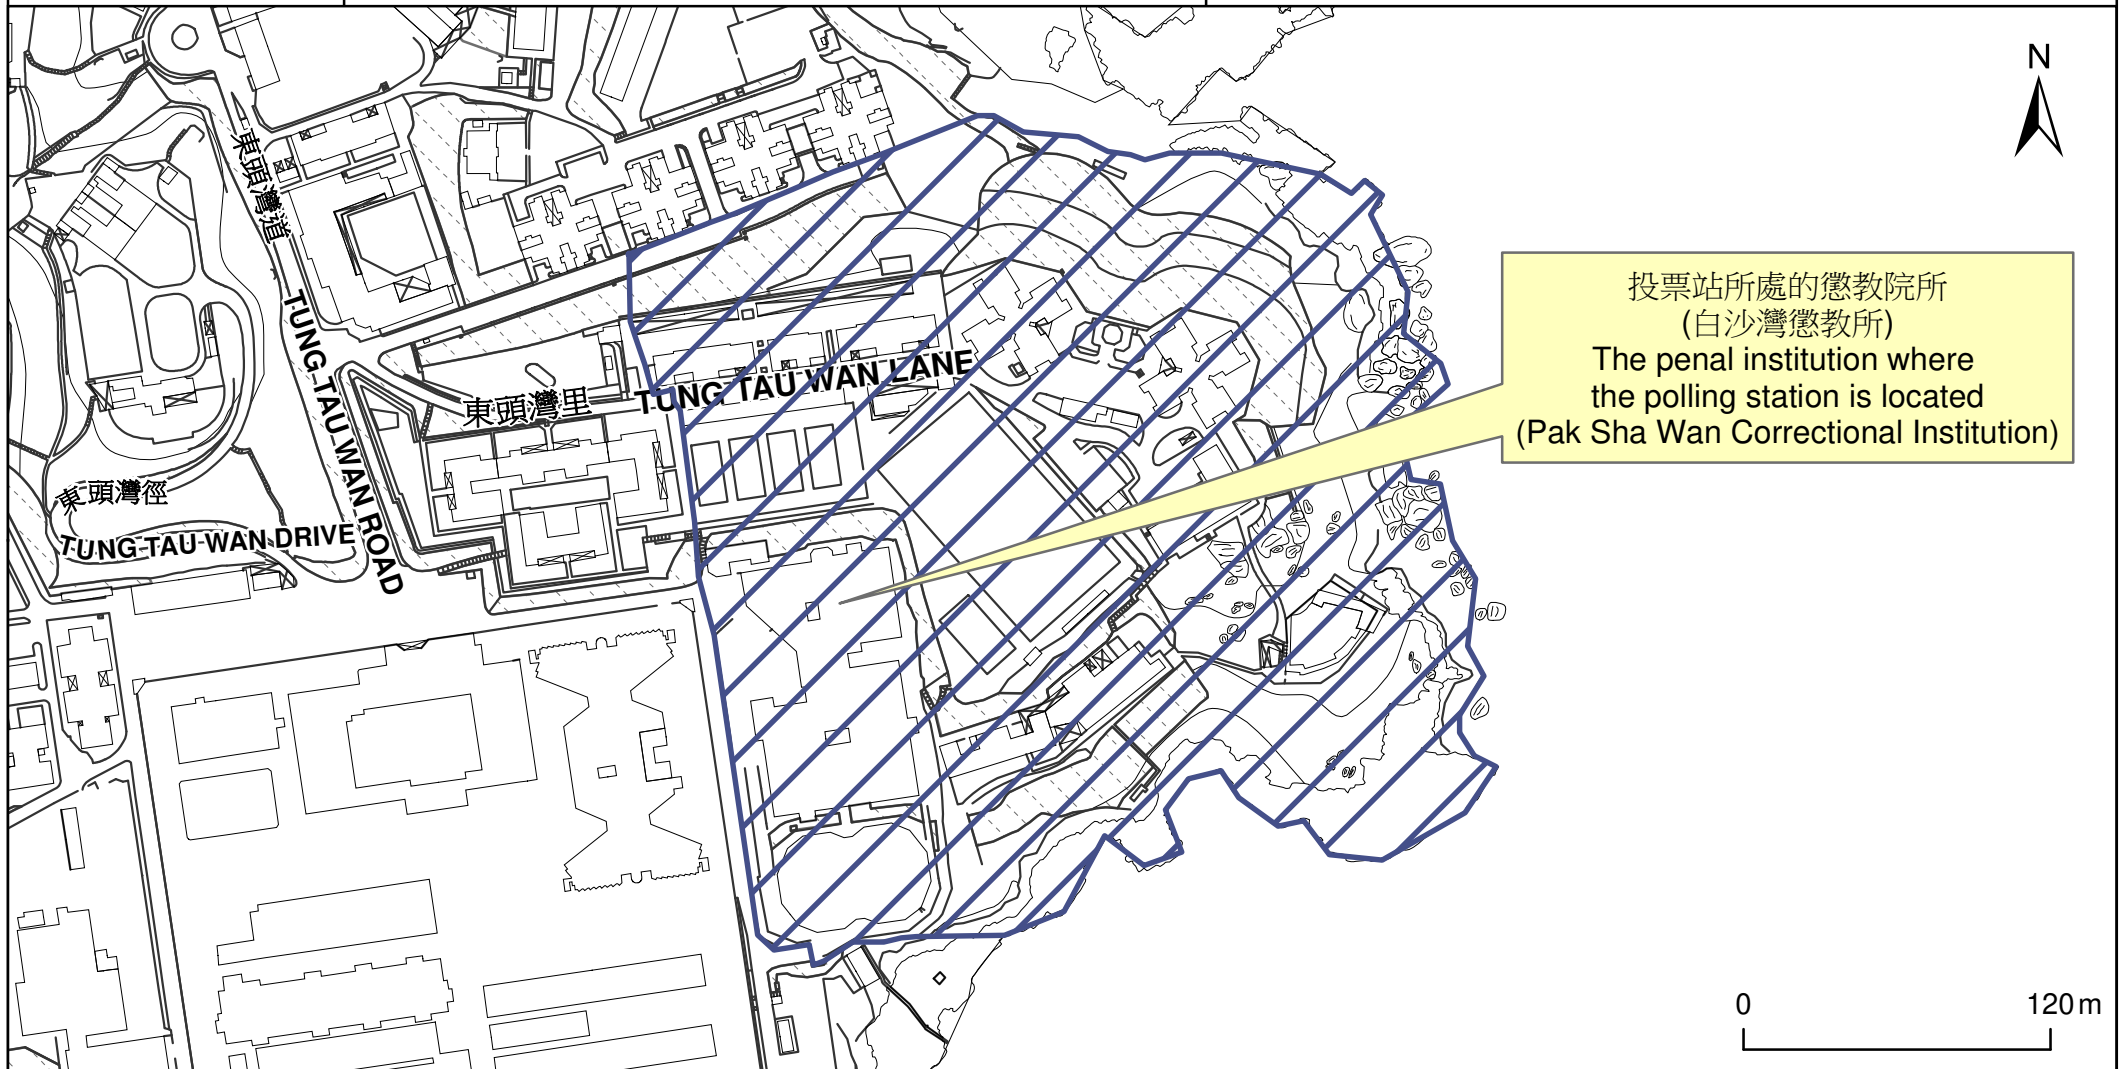 N
東頭灣道
投票站所處的懲教院所
(白沙灣懲教所)
The penal institution where
the polling station is located
(Pak Sha Wan Correctional Institution)
TUNG TAU WAN ROAD
東頭灣里
TUNG TAU WAN LANE
東頭灣徑
TUNG TAU WAN DRIVE
0 120 m